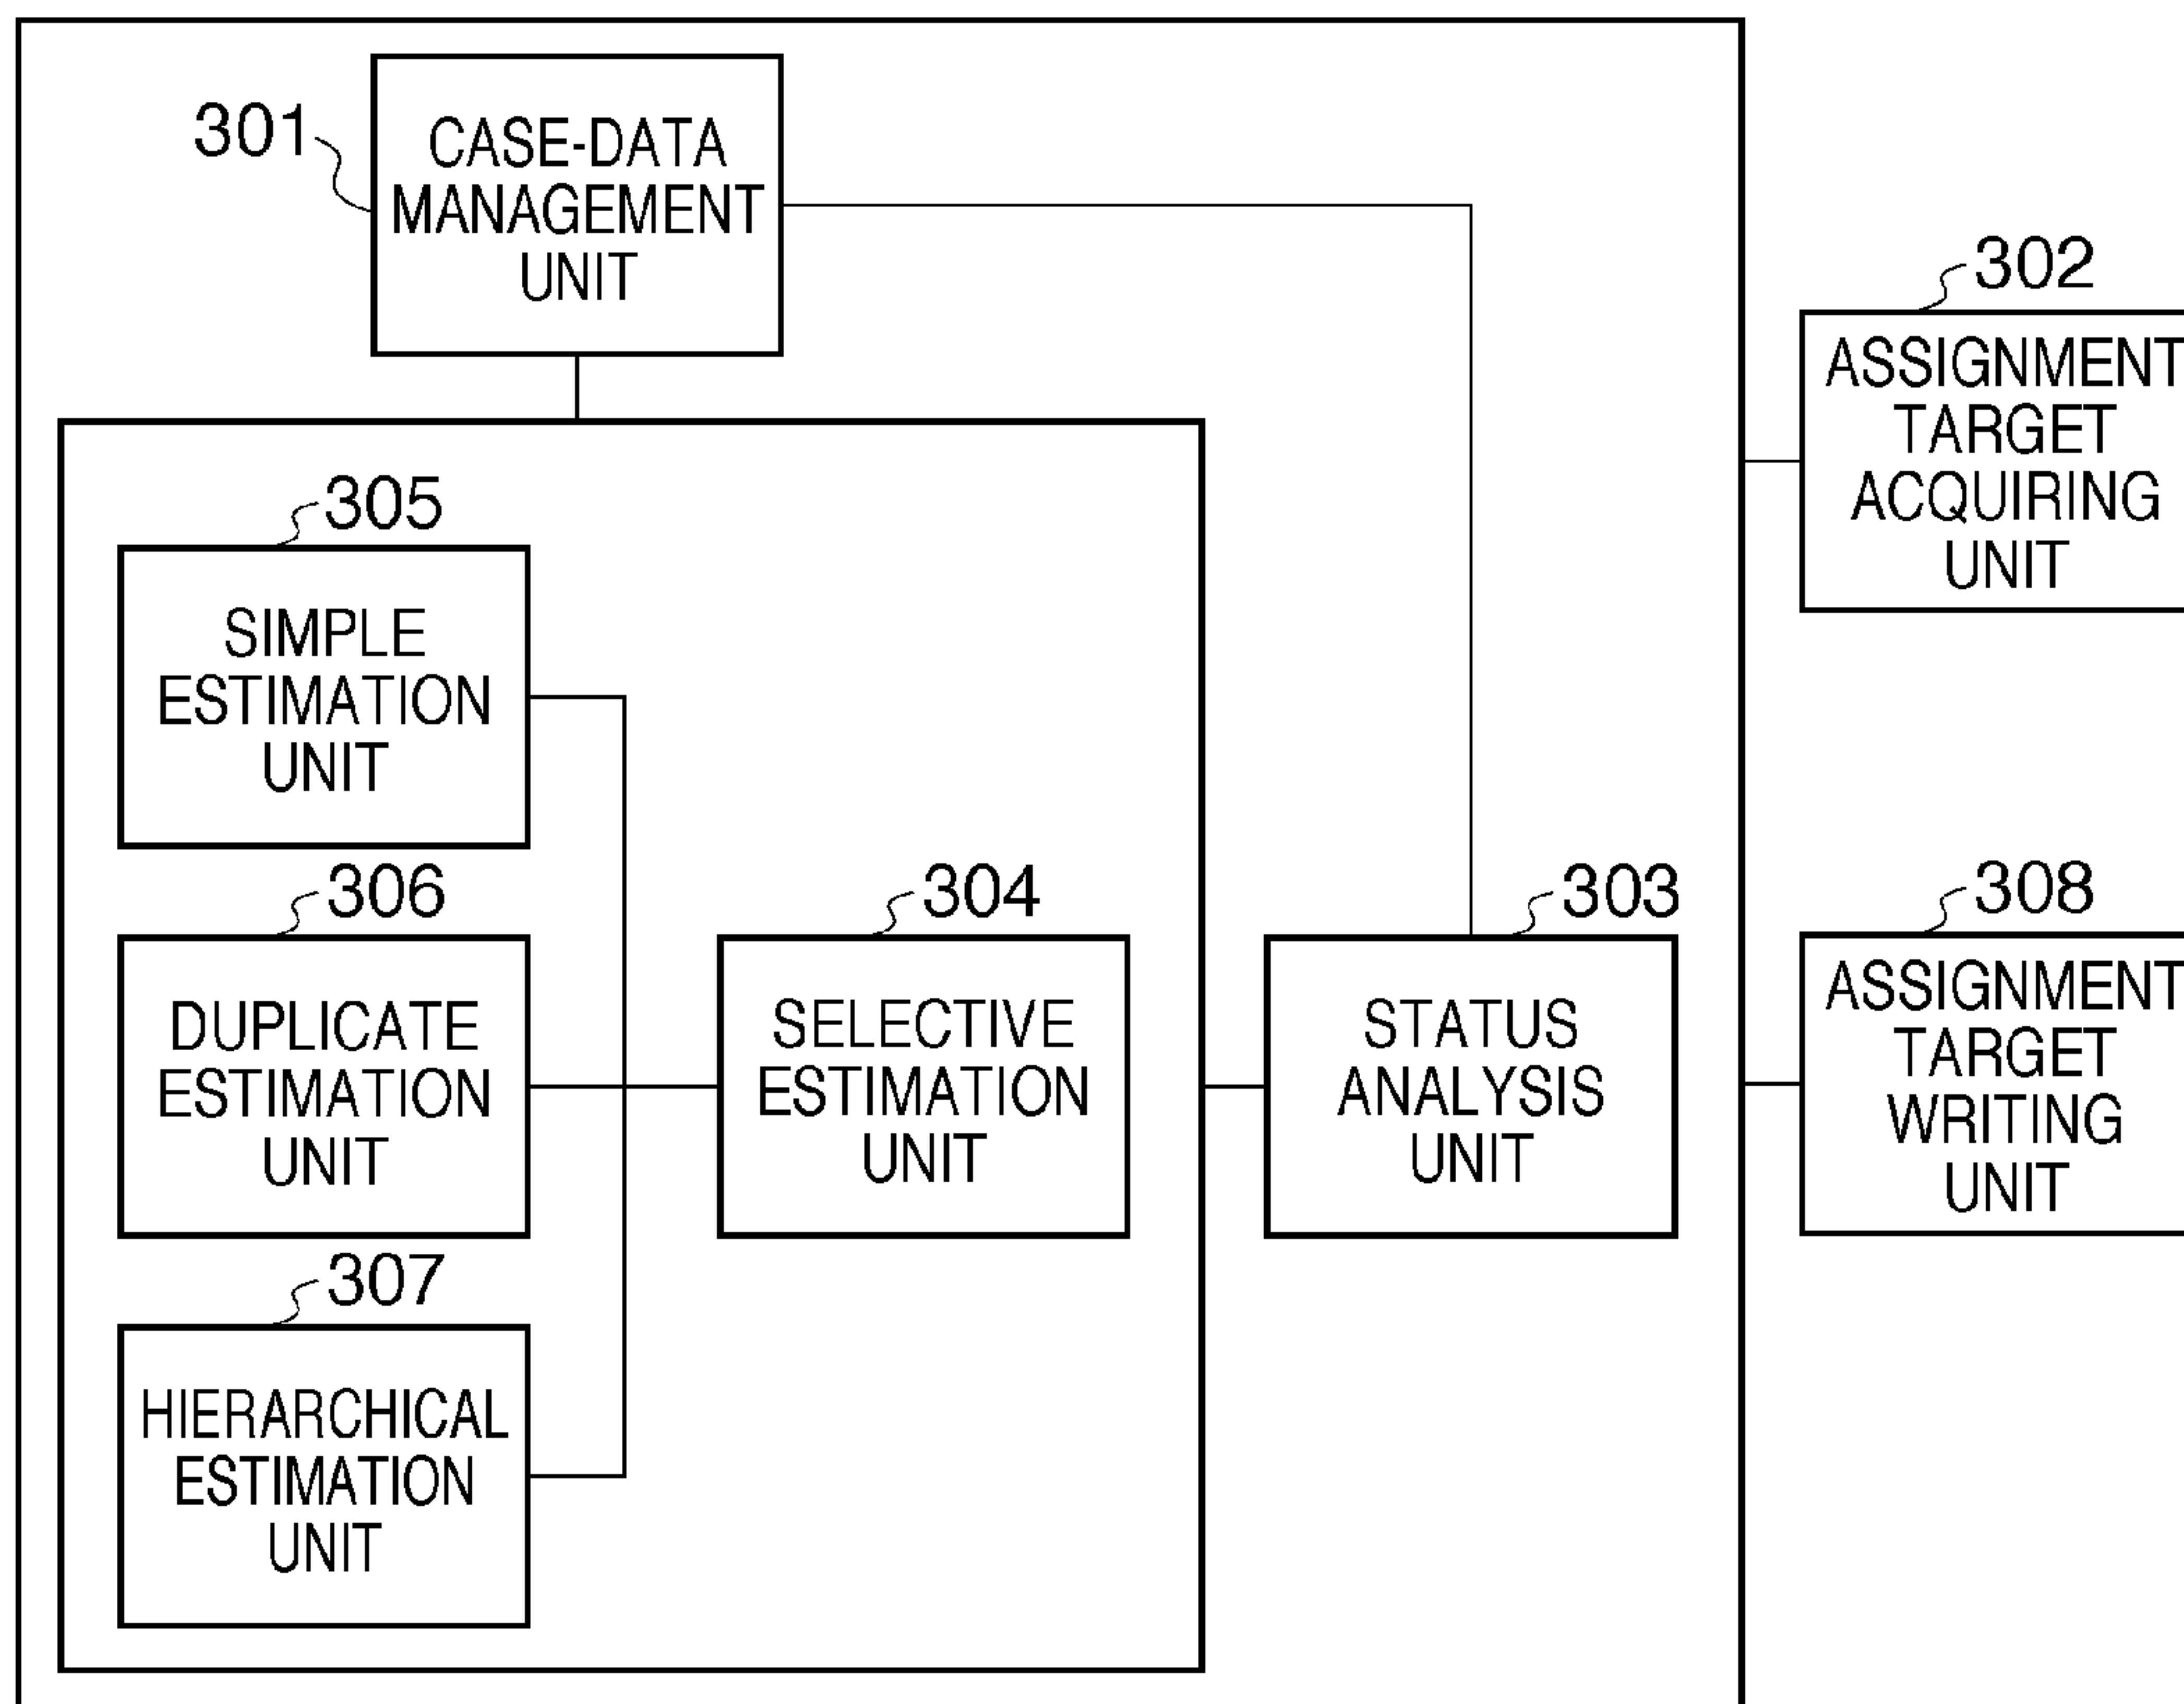 301
CASE-DATA
MANAGEMENT
UNIT
302
ASSIGNMENT
TARGET
ACQUIRING
UNIT
305
SIMPLE
ESTIMATION
UNIT
306
DUPLICATE
ESTIMATION
UNIT
304
SELECTIVE
ESTIMATION
UNIT
303
STATUS
ANALYSIS
UNIT
308
ASSIGNMENT
TARGET
WRITING
UNIT
307
HIERARCHICAL
ESTIMATION
UNIT